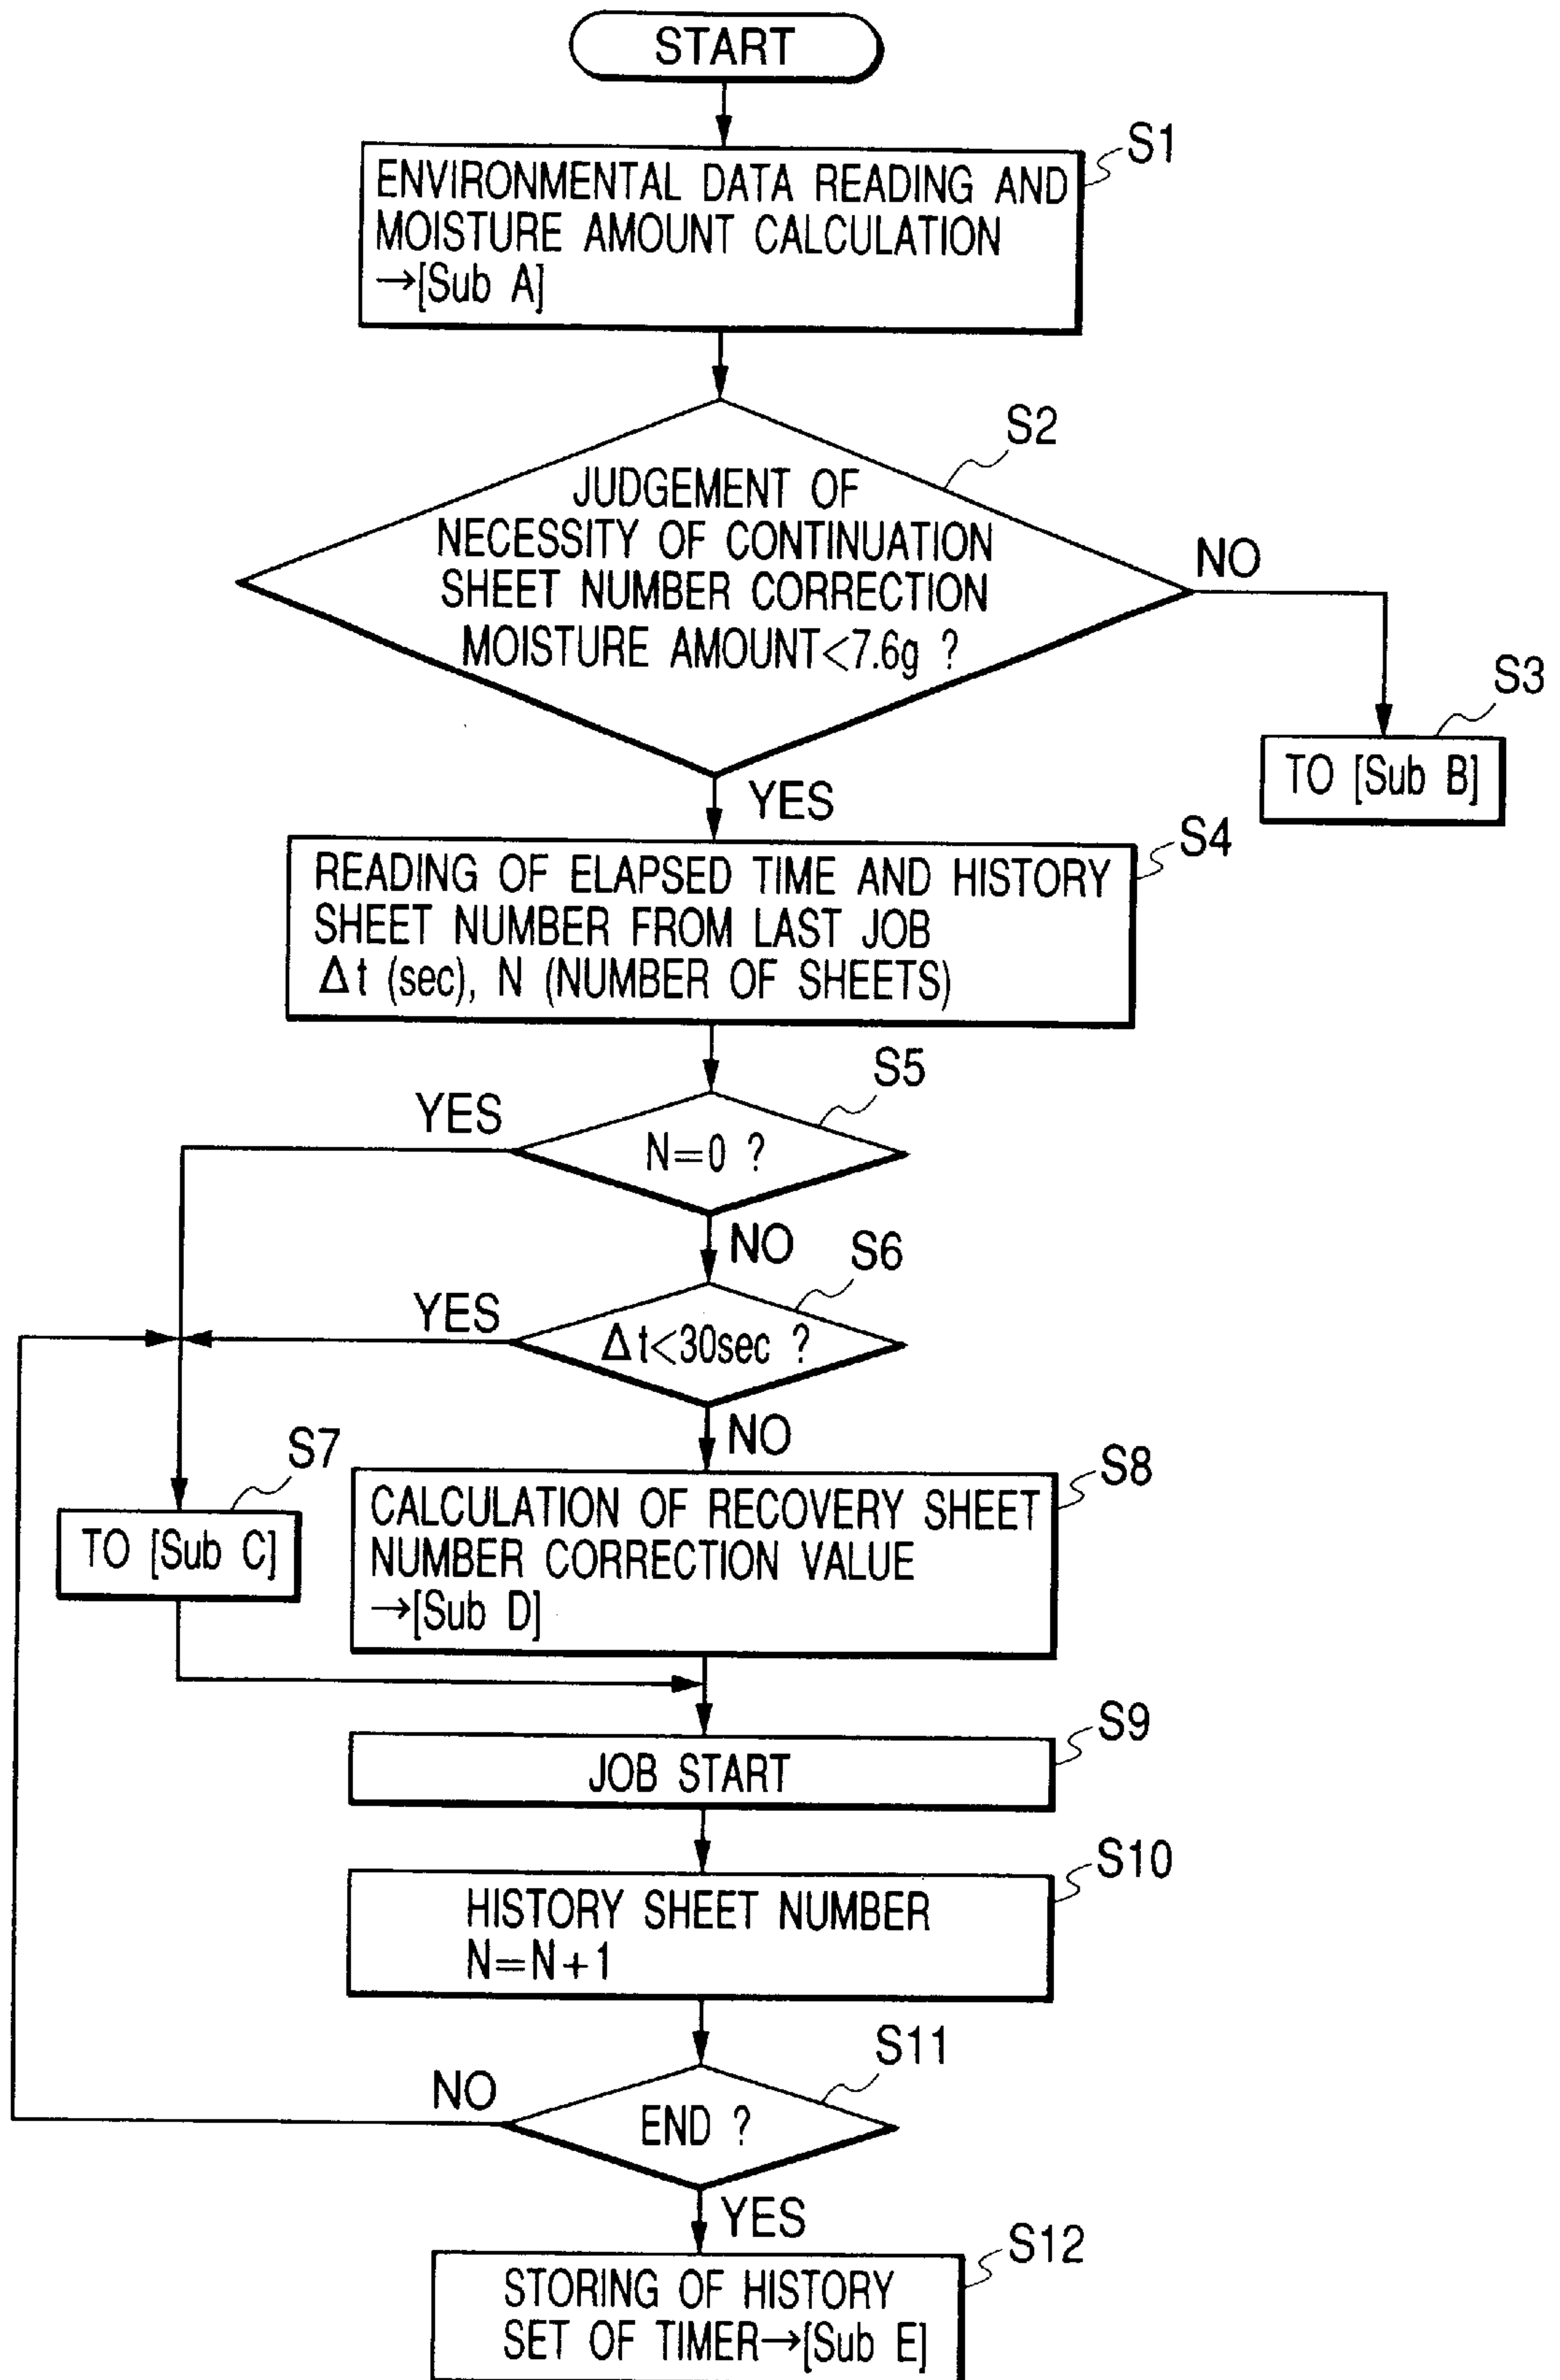 START
S1
ENVIRONMENTAL DATA READING AND
MOISTURE AMOUNT CALCULATION
→[Sub A]
S2
JUDGEMENT OF
NECESSITY OF CONTINUATION
SHEET NUMBER CORRECTION
MOISTURE AMOUNT<7.6g ?
NO
S3
TO [Sub B]
YES
S4
READING OF ELAPSED TIME AND HISTORY
SHEET NUMBER FROM LAST JOB
Δt (sec), N (NUMBER OF SHEETS)
S5
YES
N=0 ?
NO
S6
YES
Δt<30sec ?
NO
S7
TO [Sub C]
S8
CALCULATION OF RECOVERY SHEET
NUMBER CORRECTION VALUE
→[Sub D]
S9
JOB START
S10
HISTORY SHEET NUMBER
N=N+1
S11
NO
END ?
YES
S12
STORING OF HISTORY
SET OF TIMER→[Sub E]